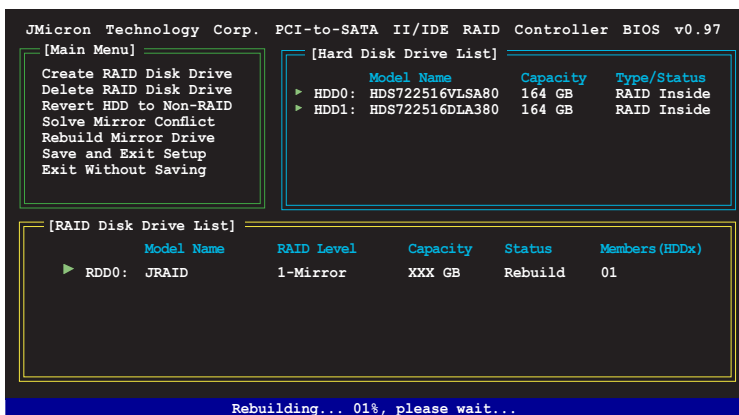 JMicron Technology Corp. PCI-to-SATA II/IDE RAID Controller BIOS v0.97
[Main Menu]
Create RAID Disk Drive
Delete RAID Disk Drive
Revert HDD to Non-RAID
Solve Mirror Conflict
Rebuild Mirror Drive
Save and Exit Setup
Exit Without Saving
[Hard Disk Drive List]
Model Name Capacity Type/Status
HDD0: HDS722516VLSA80 164 GB RAID Inside
HDD1: HDS722516DLA380 164 GB RAID Inside
[RAID Disk Drive List]
Model Name RAID Level Capacity Status Members(HDDx)
RDD0: JRAID 1-Mirror XXX GB Rebuild 01
Rebuilding... 01%, please wait...